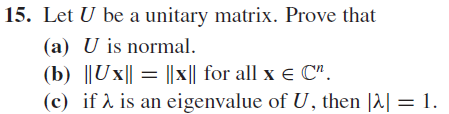 15. Let U be a unitary matrix. Prove that
(a) U is normal.
(b) ||Ux|| = ||x|| for all x ∈ ℂⁿ.
(c) if λ is an eigenvalue of U, then |λ| = 1.